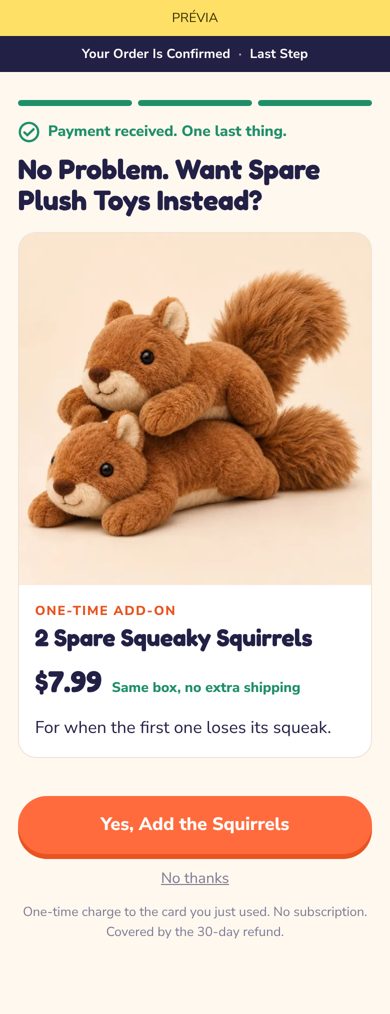 PRÉVIA
Your Order Is Confirmed · Last Step
Payment received. One last thing.
No Problem. Want Spare
Plush Toys Instead?
ONE-TIME ADD-ON
2 Spare Squeaky Squirrels
$7.99 Same box, no extra shipping
For when the first one loses its squeak.
Yes, Add the Squirrels
No thanks
One-time charge to the card you just used. No subscription.
Covered by the 30-day refund.